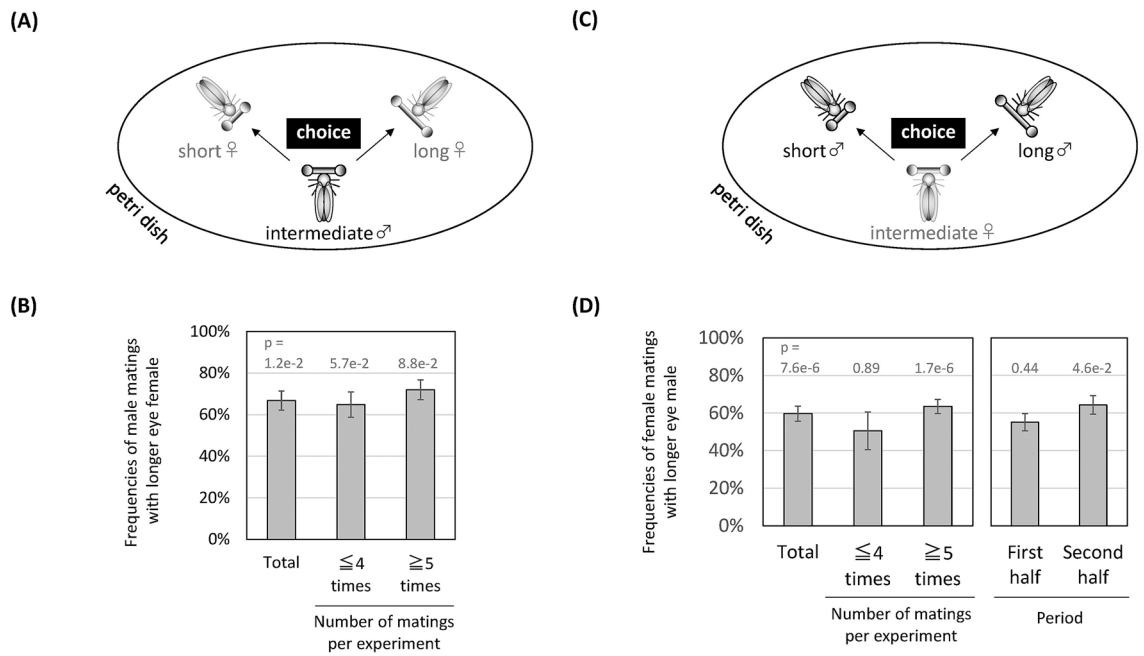 (A)
choice
short♀
long♀
intermediate♂
petri dish
(B)
Frequencies of male matings
with longer eye female
100%
80%
60%
40%
20%
0%
p =
1.2e-2 5.7e-2 8.8e-2
Total ≦4 times ≧5 times
Number of matings
per experiment
(C)
choice
short♂
long♂
intermediate♀
petri dish
(D)
Frequencies of female matings
with longer eye male
100%
80%
60%
40%
20%
0%
p =
7.6e-6 0.89 1.7e-6 0.44 4.6e-2
Total ≦4 times ≧5 times
Number of matings
per experiment
First half Second half
Period